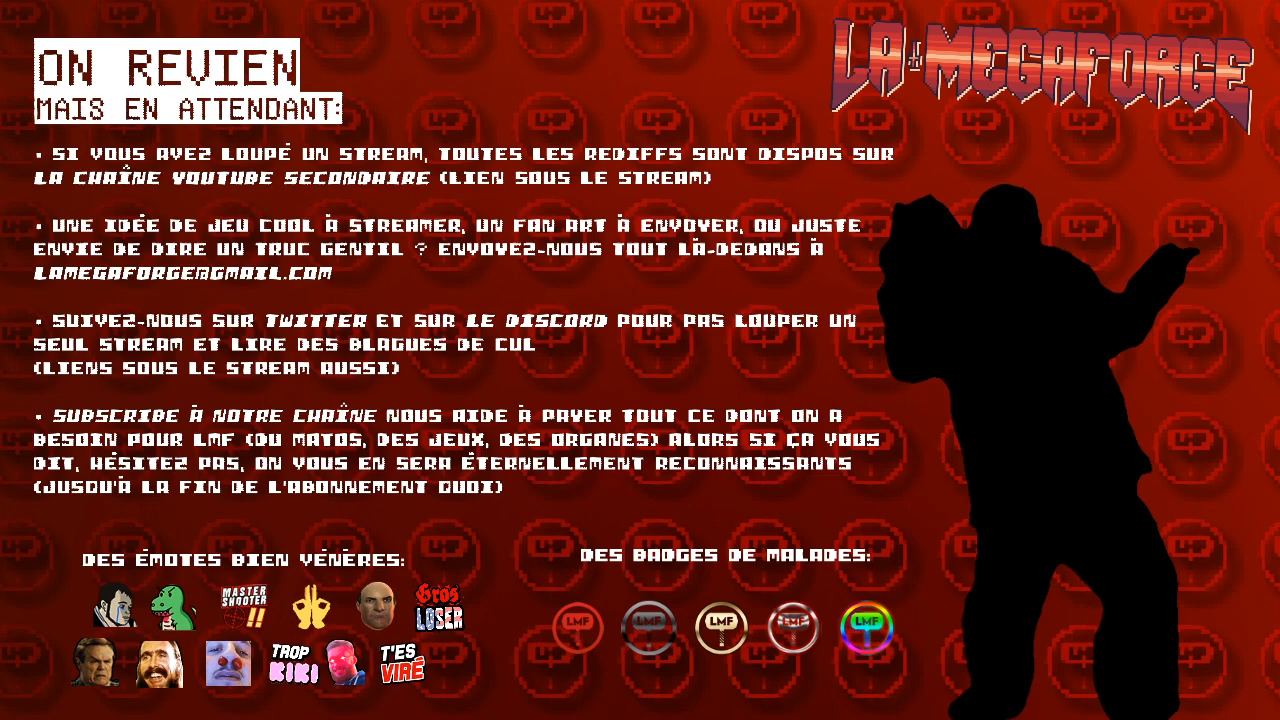 ON REVIEN
LA MEGAFORGE
MAIS EN ATTENDANT:
• SI VOUS AVEZ LOUPÉ UN STREAM, TOUTES LES REDIFFS SONT DISPOS SUR
LA CHAÎNE YOUTUBE SECONDAIRE (LIEN SOUS LE STREAM)
• UNE IDÉE DE JEU COOL À STREAMER, UN FAN ART À ENVOYER, OU JUSTE
ENVIE DE DIRE UN TRUC GENTIL ? ENVOYEZ-NOUS TOUT LÀ-DEDANS À
LAMEGAFORGE@GMAIL.COM
• SUIVEZ-NOUS SUR TWITTER ET SUR LE DISCORD POUR PAS LOUPER UN
SEUL STREAM ET LIRE DES BLAGUES DE CUL
(LIENS SOUS LE STREAM AUSSI)
• SUBSCRIBE À NOTRE CHAÎNE NOUS AIDE À PAYER TOUT CE DONT ON A
BESOIN POUR LMF (DU MATOS, DES JEUX, DES ORGANES) ALORS SI ÇA VOUS
DIT, HÉSITEZ PAS, ON VOUS EN SERA ÉTERNELLEMENT RECONNAISSANTS
(JUSQU'À LA FIN DE L'ABONNEMENT QUOI)
DES ÉMOTES BIEN VÉNÈRES:
DES BADGES DE MALADES:
MASTER
SHOOTER
!!
Gros
LOSER
TROP
KIKI
T'ES
VIRÉ
LMF
LMF
LMF
LMF
LMF